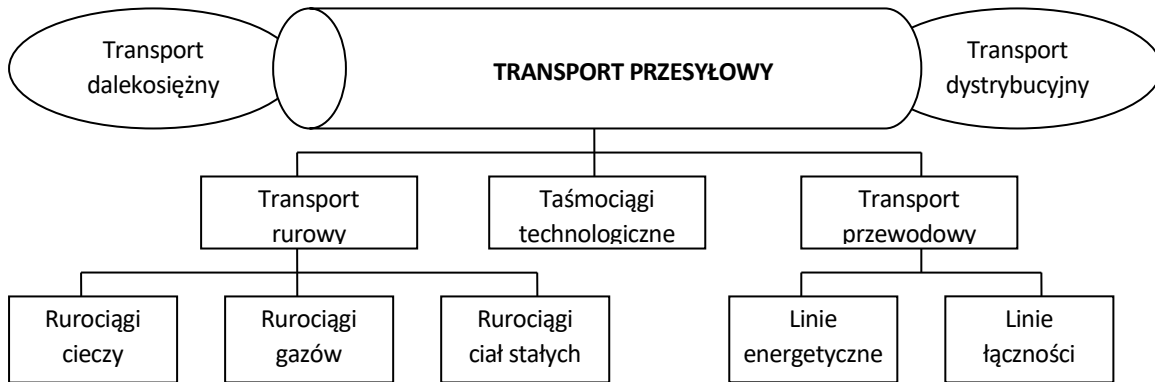 Transport
dalekosiężny
TRANSPORT PRZESYŁOWY
Transport
dystrybucyjny
Transport
rurowy
Taśmociągi
technologiczne
Transport
przewodowy
Rurociągi
cieczy
Rurociągi
gazów
Rurociągi
ciał stałych
Linie
energetyczne
Linie
łączności